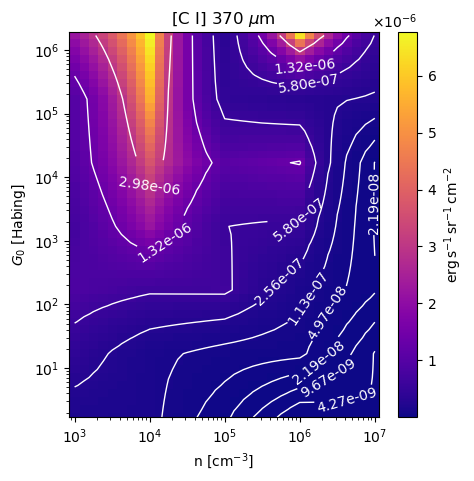 [C I] 370 μm
×10⁻⁶
10⁶
10⁵
10⁴
10³
10²
10¹
G₀ [Habing]
1.32e-06
5.80e-07
2.98e-06
1.32e-06
5.80e-07
2.19e-08
2.56e-07
1.13e-07
4.97e-08
2.19e-08
9.67e-09
4.27e-09
10³
10⁴
10⁵
10⁶
10⁷
n [cm⁻³]
6
5
4
3
2
1
erg s⁻¹ sr⁻¹ cm⁻²